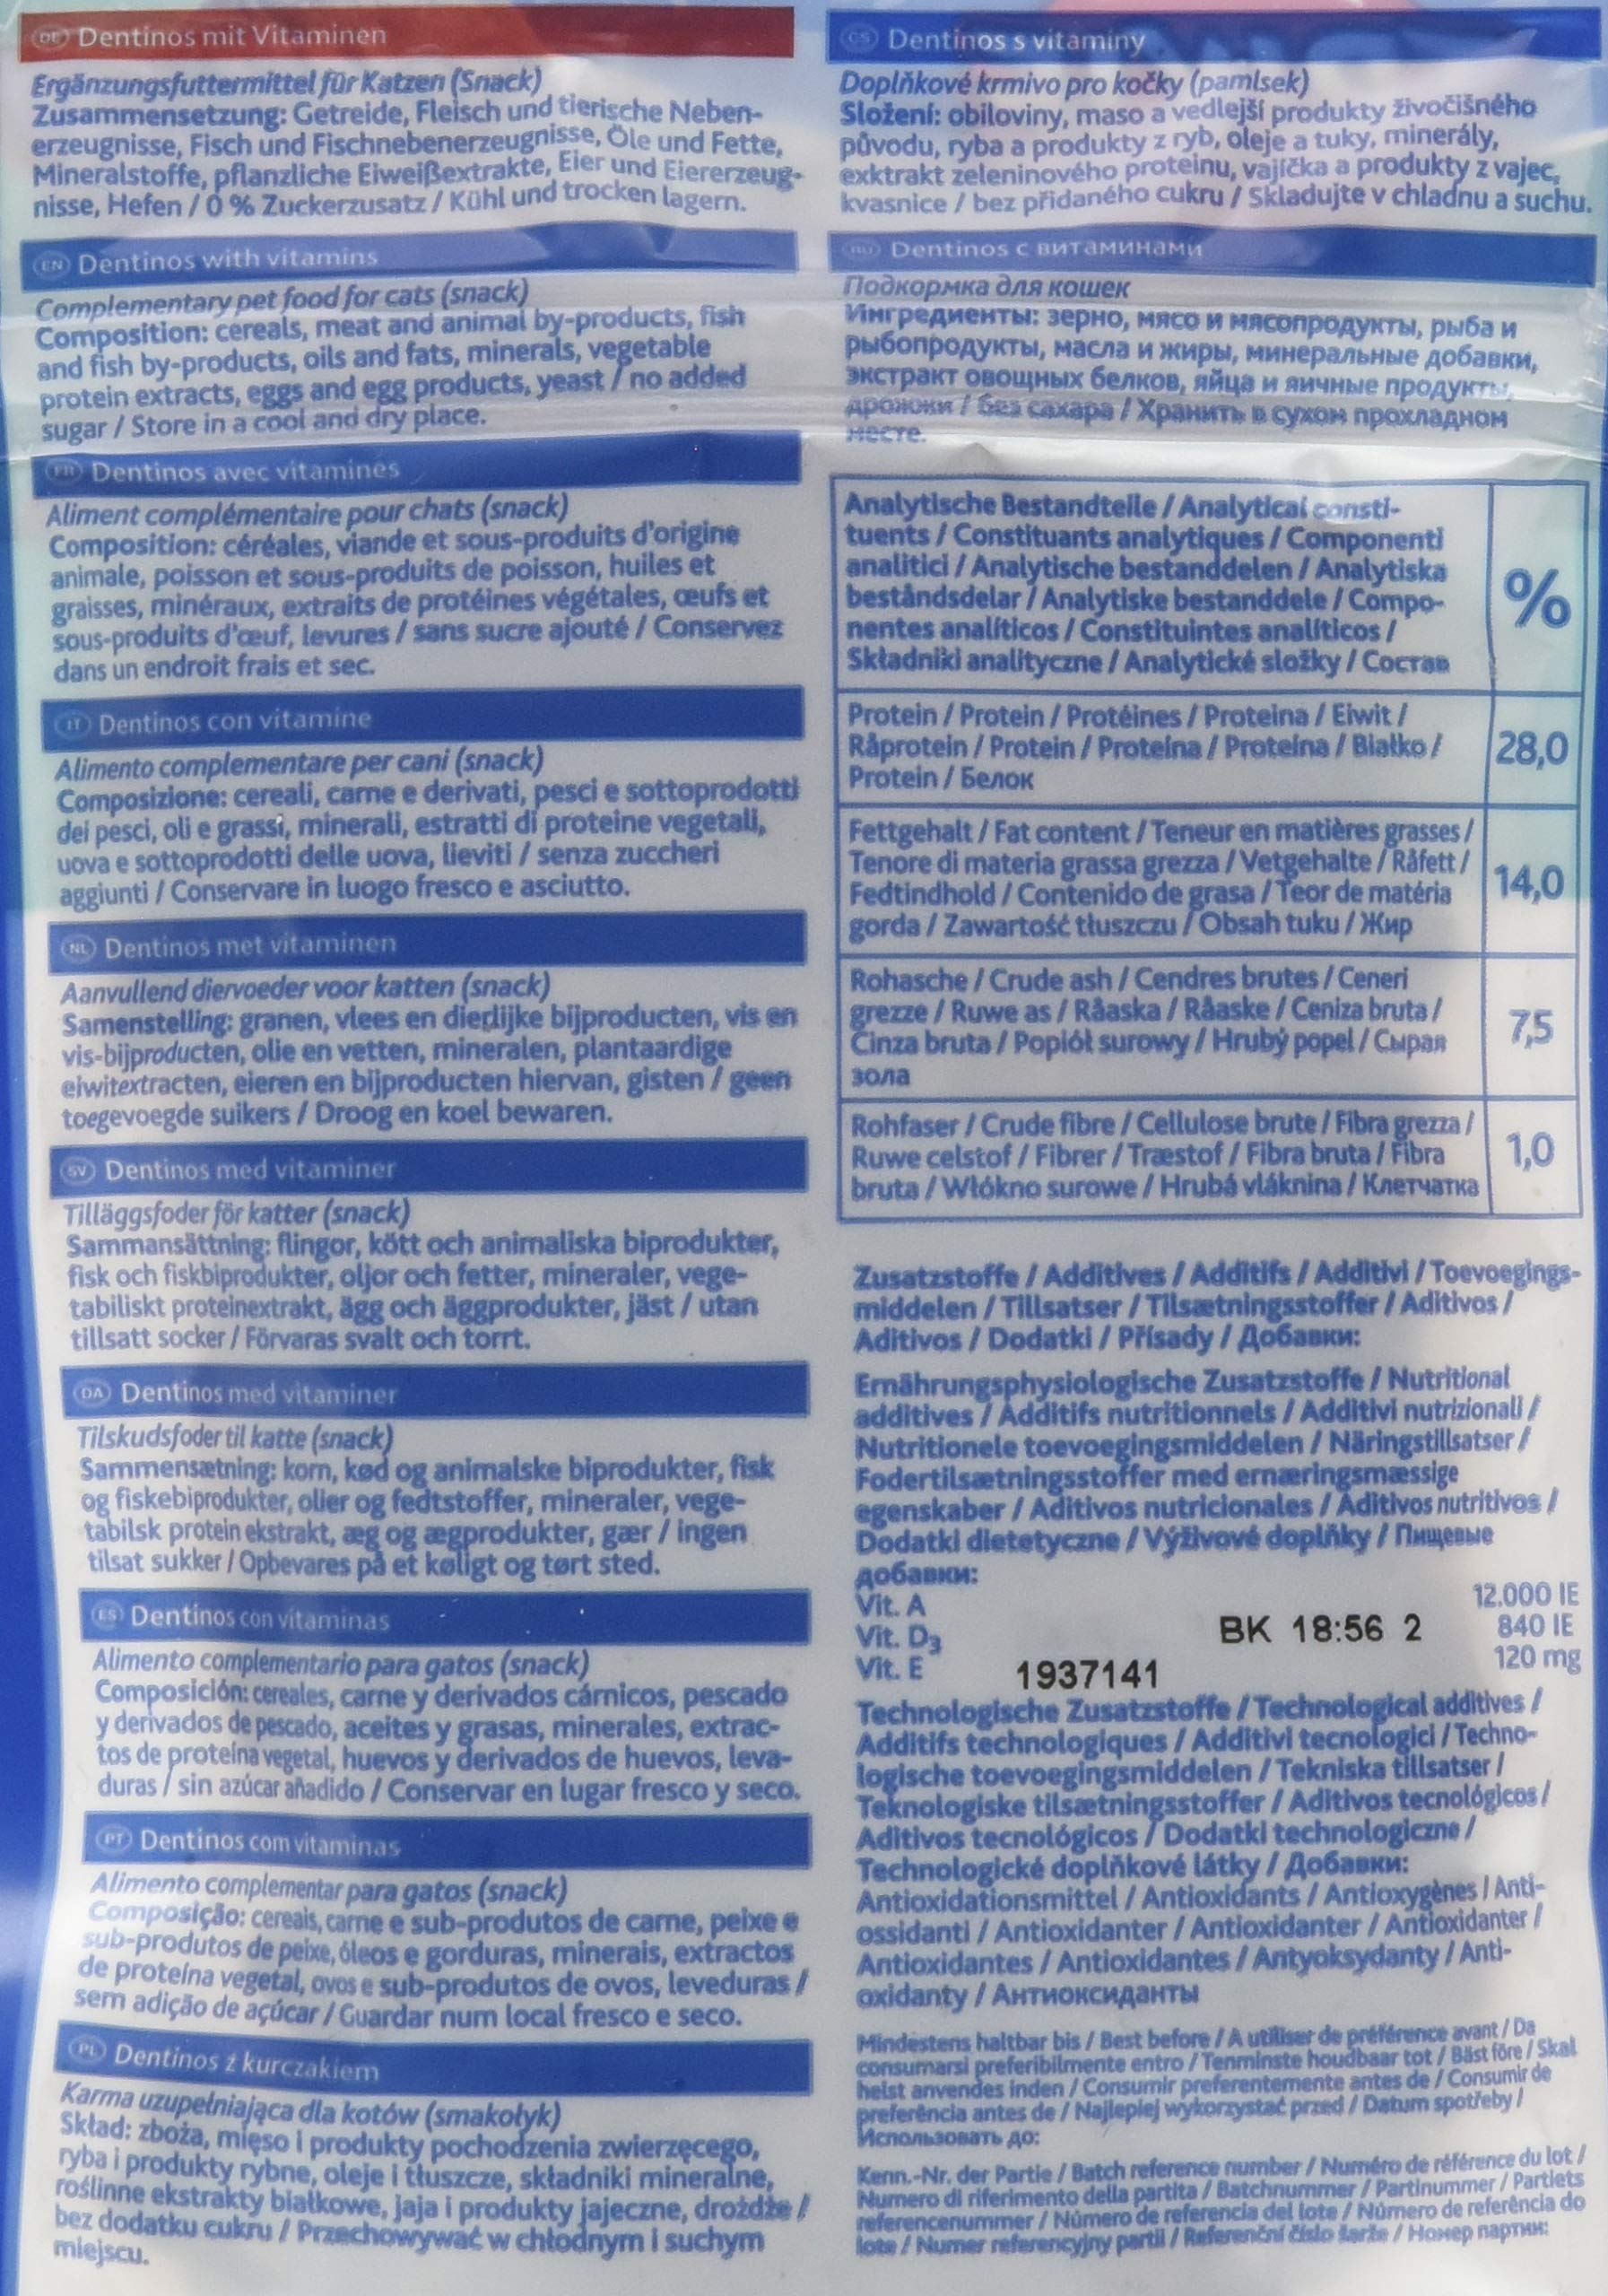 DE Dentinos mit Vitaminen
Ergänzungsfuttermittel für Katzen (Snack)
Zusammensetzung: Getreide, Fleisch und tierische Neben-
erzeugnisse, Fisch und Fischnebenerzeugnisse, Öle und Fette,
Mineralstoffe, pflanzliche Eiweißextrakte, Eier und Eiererzeug-
nisse, Hefen / 0 % Zuckerzusatz / Kühl und trocken lagern.
EN Dentinos with vitamins
Complementary pet food for cats (snack)
Composition: cereals, meat and animal by-products, fish
and fish by-products, oils and fats, minerals, vegetable
protein extracts, eggs and egg products, yeast / no added
sugar / Store in a cool and dry place.
FR Dentinos avec vitamines
Aliment complémentaire pour chats (snack)
Composition: céréales, viande et sous-produits d'origine
animale, poisson et sous-produits de poisson, huiles et
graisses, minéraux, extraits de protéines végétales, œufs et
sous-produits d'œuf, levures / sans sucre ajouté / Conservez
dans un endroit frais et sec.
IT Dentinos con vitamine
Alimento complementare per cani (snack)
Composizione: cereali, carne e derivati, pesci e sottoprodotti
dei pesci, oli e grassi, minerali, estratti di proteine vegetali,
uova e sottoprodotti delle uova, lieviti / senza zuccheri
aggiunti / Conservare in luogo fresco e asciutto.
NL Dentinos met vitaminen
Aanvullend diervoeder voor katten (snack)
Samenstelling: granen, vlees en dierlijke bijproducten, vis en
vis-bijproducten, olie en vetten, mineralen, plantaardige
eiwitextracten, eieren en bijproducten hiervan, gisten / geen
toegevoegde suikers / Droog en koel bewaren.
SV Dentinos med vitaminer
Tilläggsfoder för katter (snack)
Sammansättning: flingor, kött och animaliska biprodukter,
fisk och fiskbiprodukter, oljor och fetter, mineraler, vege-
tabiliskt proteinextrakt, ägg och äggprodukter, jäst / utan
tillsatt socker / Förvaras svalt och torrt.
DA Dentinos med vitaminer
Tilskudsfoder til katte (snack)
Sammensætning: korn, kød og animalske biprodukter, fisk
og fiskebiprodukter, olier og fedtstoffer, mineraler, vege-
tabilsk protein ekstrakt, æg og ægprodukter, gær / ingen
tilsat sukker / Opbevares på et køligt og tørt sted.
ES Dentinos con vitaminas
Alimento complementario para gatos (snack)
Composición: cereales, carne y derivados cárnicos, pescado
y derivados de pescado, aceites y grasas, minerales, extrac-
tos de proteína vegetal, huevos y derivados de huevos, leva-
duras / sin azúcar añadido / Conservar en lugar fresco y seco.
PT Dentinos com vitaminas
Alimento complementar para gatos (snack)
Composição: cereais, carne e sub-produtos de carne, peixe e
sub-produtos de peixe, óleos e gorduras, minerais, extractos
de proteína vegetal, ovos e sub-produtos de ovos, leveduras /
sem adição de açúcar / Guardar num local fresco e seco.
PL Dentinos z kurczakiem
Karma uzupełniająca dla kotów (smakołyk)
Skład: zboża, mięso i produkty pochodzenia zwierzęcego,
ryba i produkty rybne, oleje i tłuszcze, składniki mineralne,
roślinne ekstrakty białkowe, jaja i produkty jajeczne, drożdże /
bez dodatku cukru / Przechowywać w chłodnym i suchym
miejscu.
CS Dentinos s vitamíny
Doplňkové krmivo pro kočky (pamlsek)
Složení: obiloviny, maso a vedlejší produkty živočišného
původu, ryba a produkty z ryb, oleje a tuky, minerály,
exktrakt zeleninového proteinu, vajíčka a produkty z vajec,
kvasnice / bez přidaného cukru / Skladujte v chladnu a suchu.
RU Dentinos с витаминами
Подкормка для кошек
Ингредиенты: зерно, мясо и мясопродукты, рыба и
рыбопродукты, масла и жиры, минеральные добавки,
экстракт овощных белков, яйца и яичные продукты,
дрожжи / без сахара / Хранить в сухом прохладном
месте.
Analytische Bestandteile / Analytical consti-
tuents / Constituants analytiques / Componenti
analitici / Analytische bestanddelen / Analytiska
beståndsdelar / Analytiske bestanddele / Compo-
nentes analíticos / Constituintes analíticos /
Składniki analityczne / Analytické složky / Состав
%
Protein / Protein / Protéines / Proteina / Eiwit /
Råprotein / Protein / Proteína / Proteína / Białko /
Protein / Белок
28,0
Fettgehalt / Fat content / Teneur en matières grasses /
Tenore di materia grassa grezza / Vetgehalte / Råfett /
Fedtindhold / Contenido de grasa / Teor de matéria
gorda / Zawartość tłuszczu / Obsah tuku / Жир
14,0
Rohasche / Crude ash / Cendres brutes / Ceneri
grezze / Ruwe as / Råaska / Råaske / Ceniza bruta /
Cinza bruta / Popiół surowy / Hrubý popel / Сырая
зола
7,5
Rohfaser / Crude fibre / Cellulose brute / Fibra grezza /
Ruwe celstof / Fibrer / Træstof / Fibra bruta / Fibra
bruta / Włókno surowe / Hrubá vláknina / Клетчатка
1,0
Zusatzstoffe / Additives / Additifs / Additivi / Toevoegings-
middelen / Tillsatser / Tilsætningsstoffer / Aditivos /
Aditivos / Dodatki / Přísady / Добавки:
Ernährungsphysiologische Zusatzstoffe / Nutritional
additives / Additifs nutritionnels / Additivi nutrizionali /
Nutritionele toevoegingsmiddelen / Näringstillsatser /
Fodertilsætningsstoffer med ernæringsmæssige
egenskaber / Aditivos nutricionales / Aditivos nutritivos /
Dodatki dietetyczne / Výživové doplňky / Пищевые
добавки:
Vit. A 12.000 IE
Vit. D3 840 IE
BK 18:56 2
Vit. E 120 mg
1937141
Technologische Zusatzstoffe / Technological additives /
Additifs technologiques / Additivi tecnologici / Techno-
logische toevoegingsmiddelen / Tekniska tillsatser /
Teknologiske tilsætningsstoffer / Aditivos tecnológicos /
Aditivos tecnológicos / Dodatki technologiczne /
Technologické doplňkové látky / Добавки:
Antioxidationsmittel / Antioxidants / Antioxygènes / Anti-
ossidanti / Antioxidanter / Antioxidanter / Antioxidanter /
Antioxidantes / Antioxidantes / Antyoksydanty / Anti-
oxidanty / Антиоксиданты
Mindestens haltbar bis / Best before / A utiliser de préférence avant / Da
consumarsi preferibilmente entro / Tenminste houdbaar tot / Bäst före / Skal
helst anvendes inden / Consumir preferentemente antes de / Consumir de
preferência antes de / Najlepiej wykorzystać przed / Datum spotřeby /
Использовать до:
Kenn.-Nr. der Partie / Batch reference number / Numéro de référence du lot /
Numero di riferimento della partita / Batchnummer / Partinummer / Partiets
referencenummer / Número de referencia del lote / Número de referência do
lote / Numer referencyjny partii / Referenční číslo šarže / Номер партии: